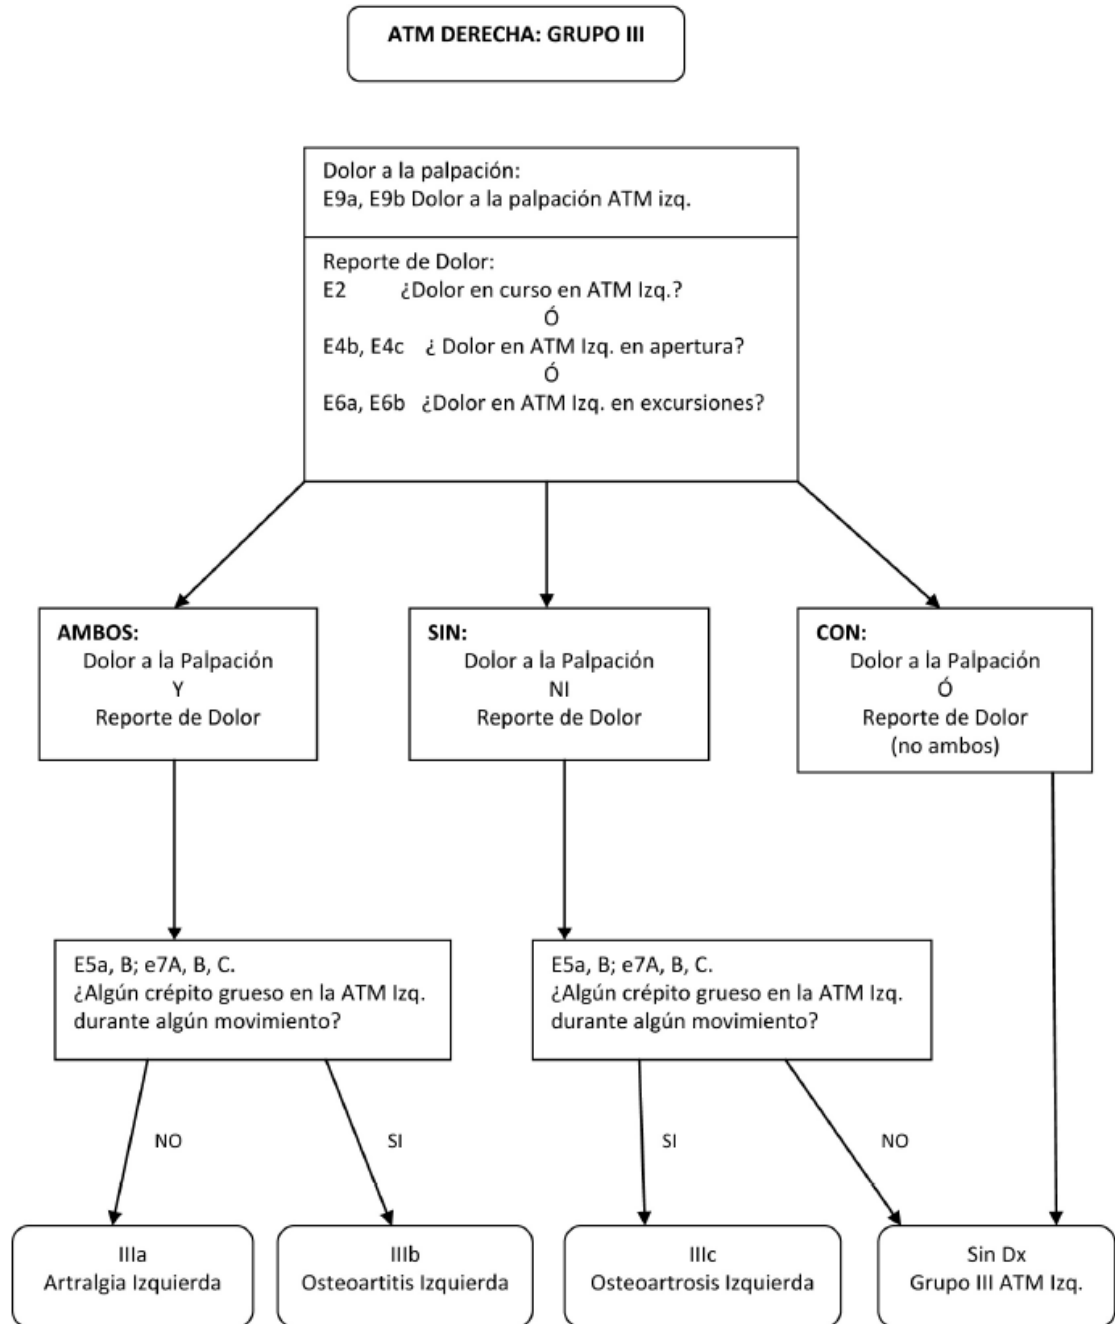 ATM DERECHA: GRUPO III
Dolor a la palpación:
E9a, E9b Dolor a la palpación ATM izq.
Reporte de Dolor:
E2 ¿Dolor en curso en ATM Izq.?
Ó
E4b, E4c ¿ Dolor en ATM Izq. en apertura?
Ó
E6a, E6b ¿Dolor en ATM Izq. en excursiones?
AMBOS:
Dolor a la Palpación
Y
Reporte de Dolor
SIN:
Dolor a la Palpación
NI
Reporte de Dolor
CON:
Dolor a la Palpación
Ó
Reporte de Dolor
(no ambos)
E5a, B; e7A, B, C.
¿Algún crépito grueso en la ATM Izq.
durante algún movimiento?
E5a, B; e7A, B, C.
¿Algún crépito grueso en la ATM Izq.
durante algún movimiento?
NO
SI
SI
NO
IIIa
Artralgia Izquierda
IIIb
Osteoartitis Izquierda
IIIc
Osteoartrosis Izquierda
Sin Dx
Grupo III ATM Izq.